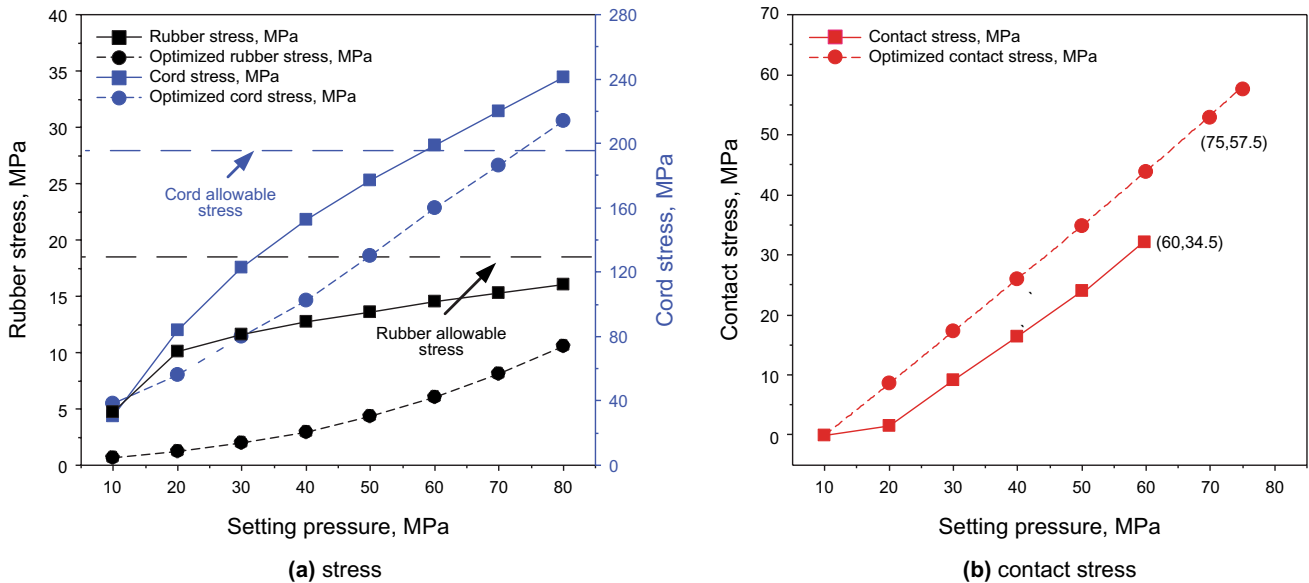 40
35
30
25
20
15
10
5
0
Rubber stress, MPa
Rubber stress, MPa
Optimized rubber stress, MPa
Cord stress, MPa
Optimized cord stress, MPa
Cord allowable
stress
Rubber allowable
stress
280
240
200
160
120
80
40
0
Cord stress, MPa
10 20 30 40 50 60 70 80
Setting pressure, MPa
(a) stress
70
60
50
40
30
20
10
0
Contact stress, MPa
Contact stress, MPa
Optimized contact stress, MPa
(75,57.5)
(60,34.5)
10 20 30 40 50 60 70 80
Setting pressure, MPa
(b) contact stress